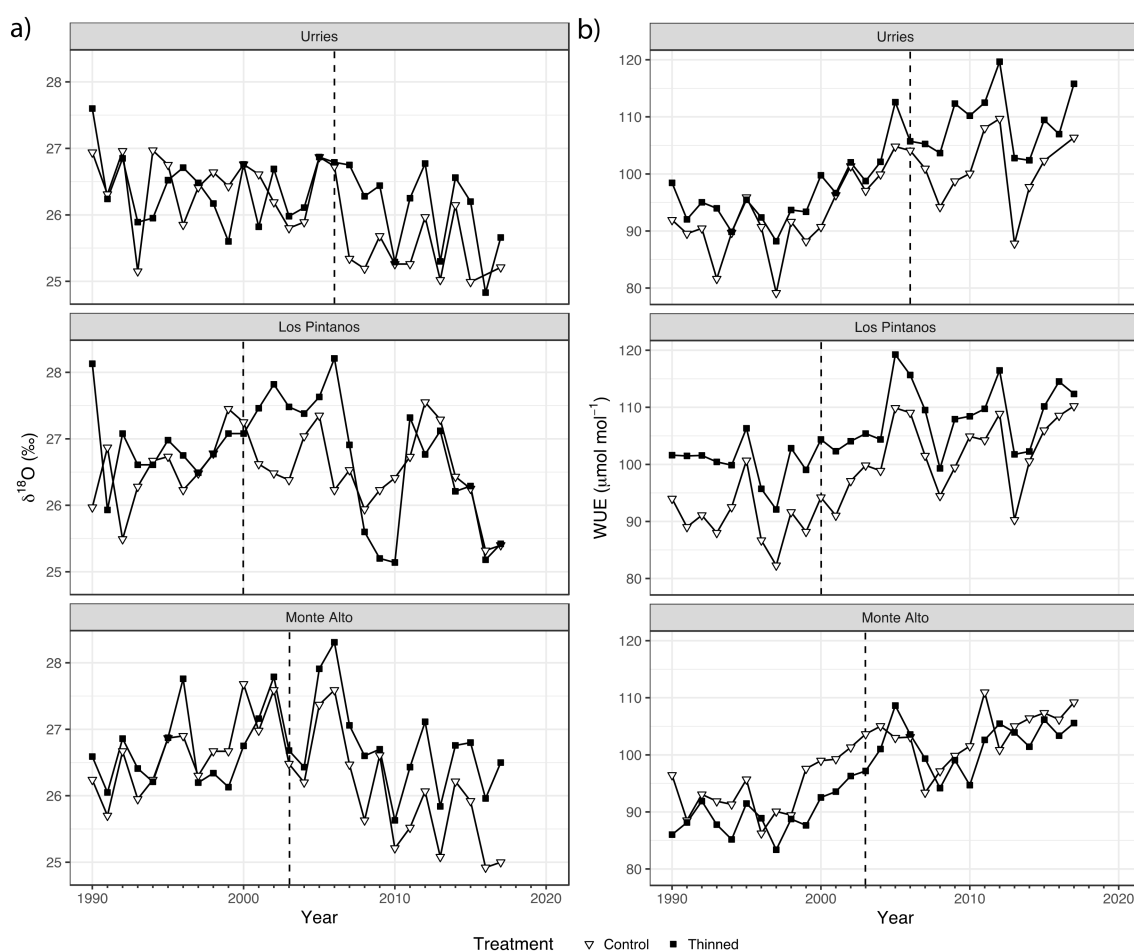 a)
Urries
28
27
26
25
Los Pintanos
28
27
26
25
δ¹⁸O (‰)
Monte Alto
28
27
26
25
1990 2000 2010 2020
Year
b)
Urries
120
110
100
90
80
Los Pintanos
120
110
100
90
80
WUE (μmol mol⁻¹)
Monte Alto
120
110
100
90
80
1990 2000 2010 2020
Year
Treatment Control Thinned